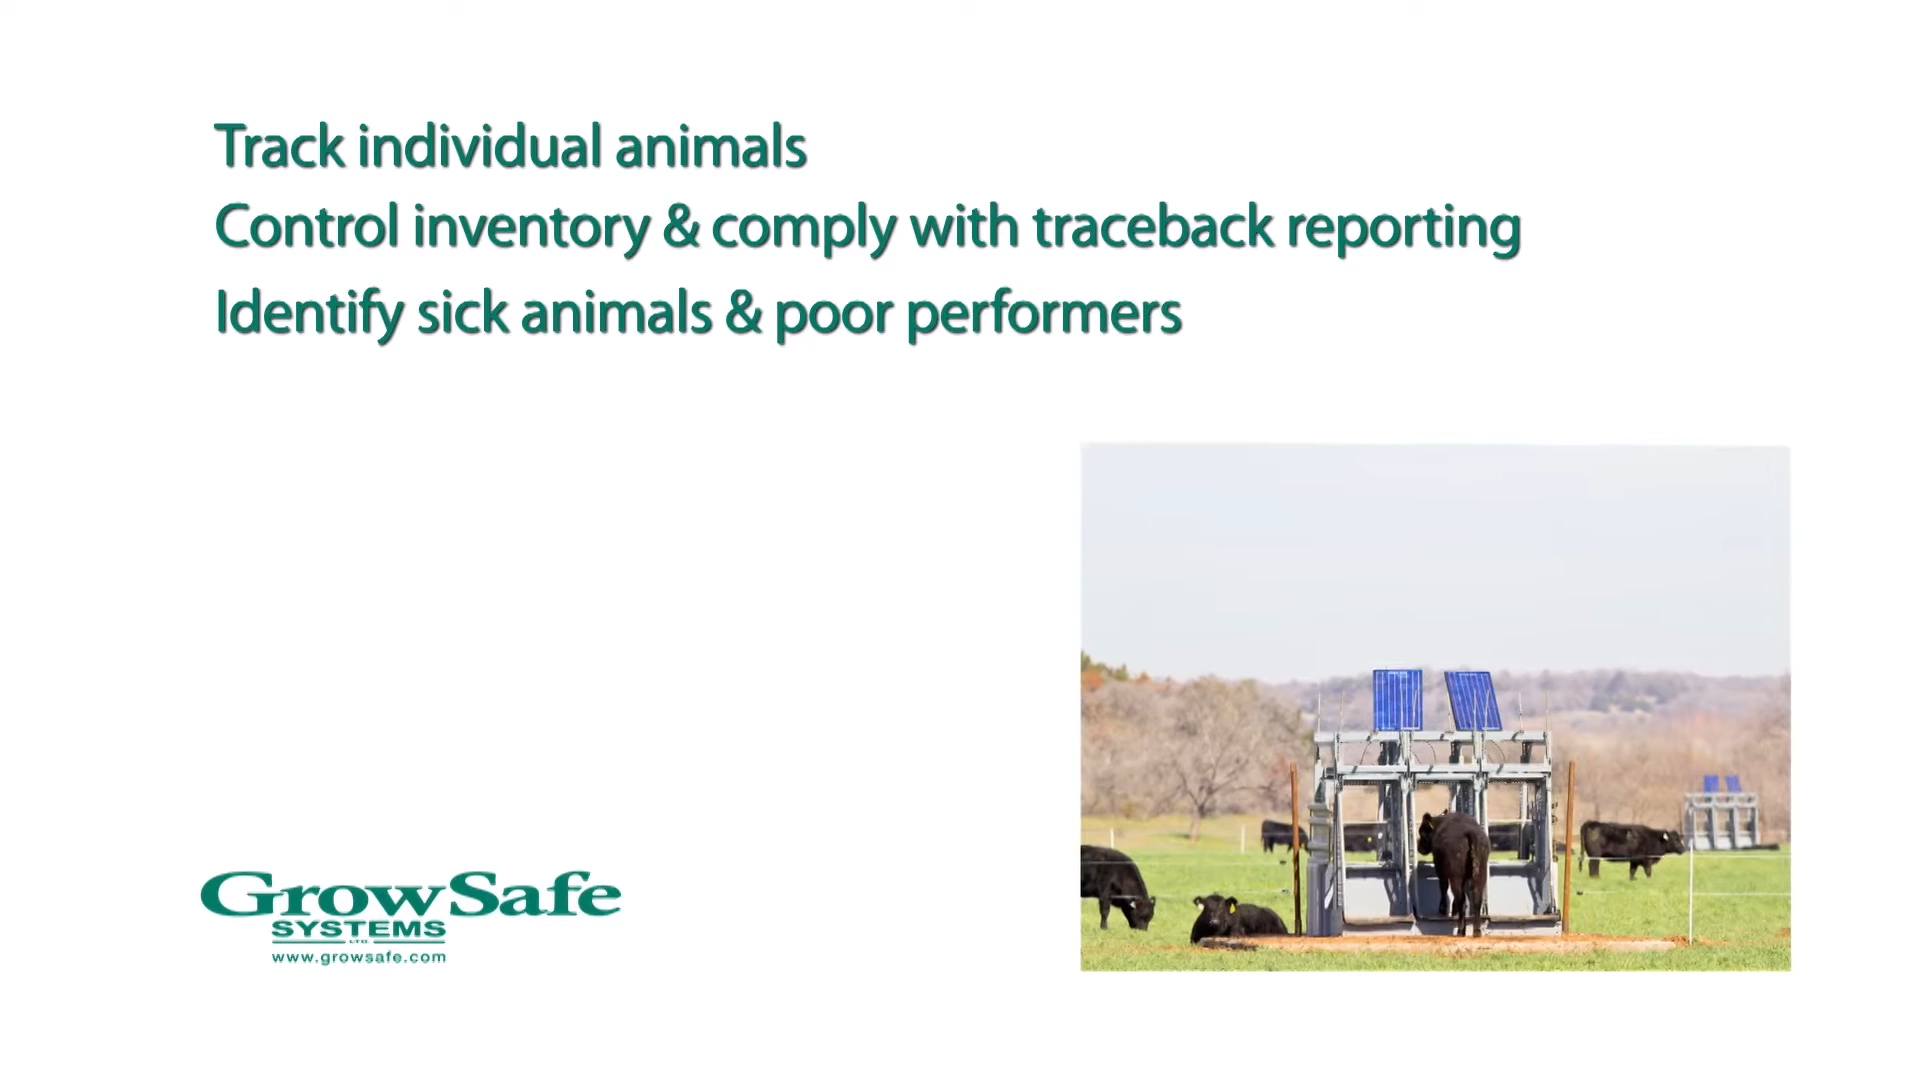 Track individual animals
Control inventory & comply with traceback reporting
Identify sick animals & poor performers
GrowSafe
SYSTEMS
LTD.
www.growsafe.com